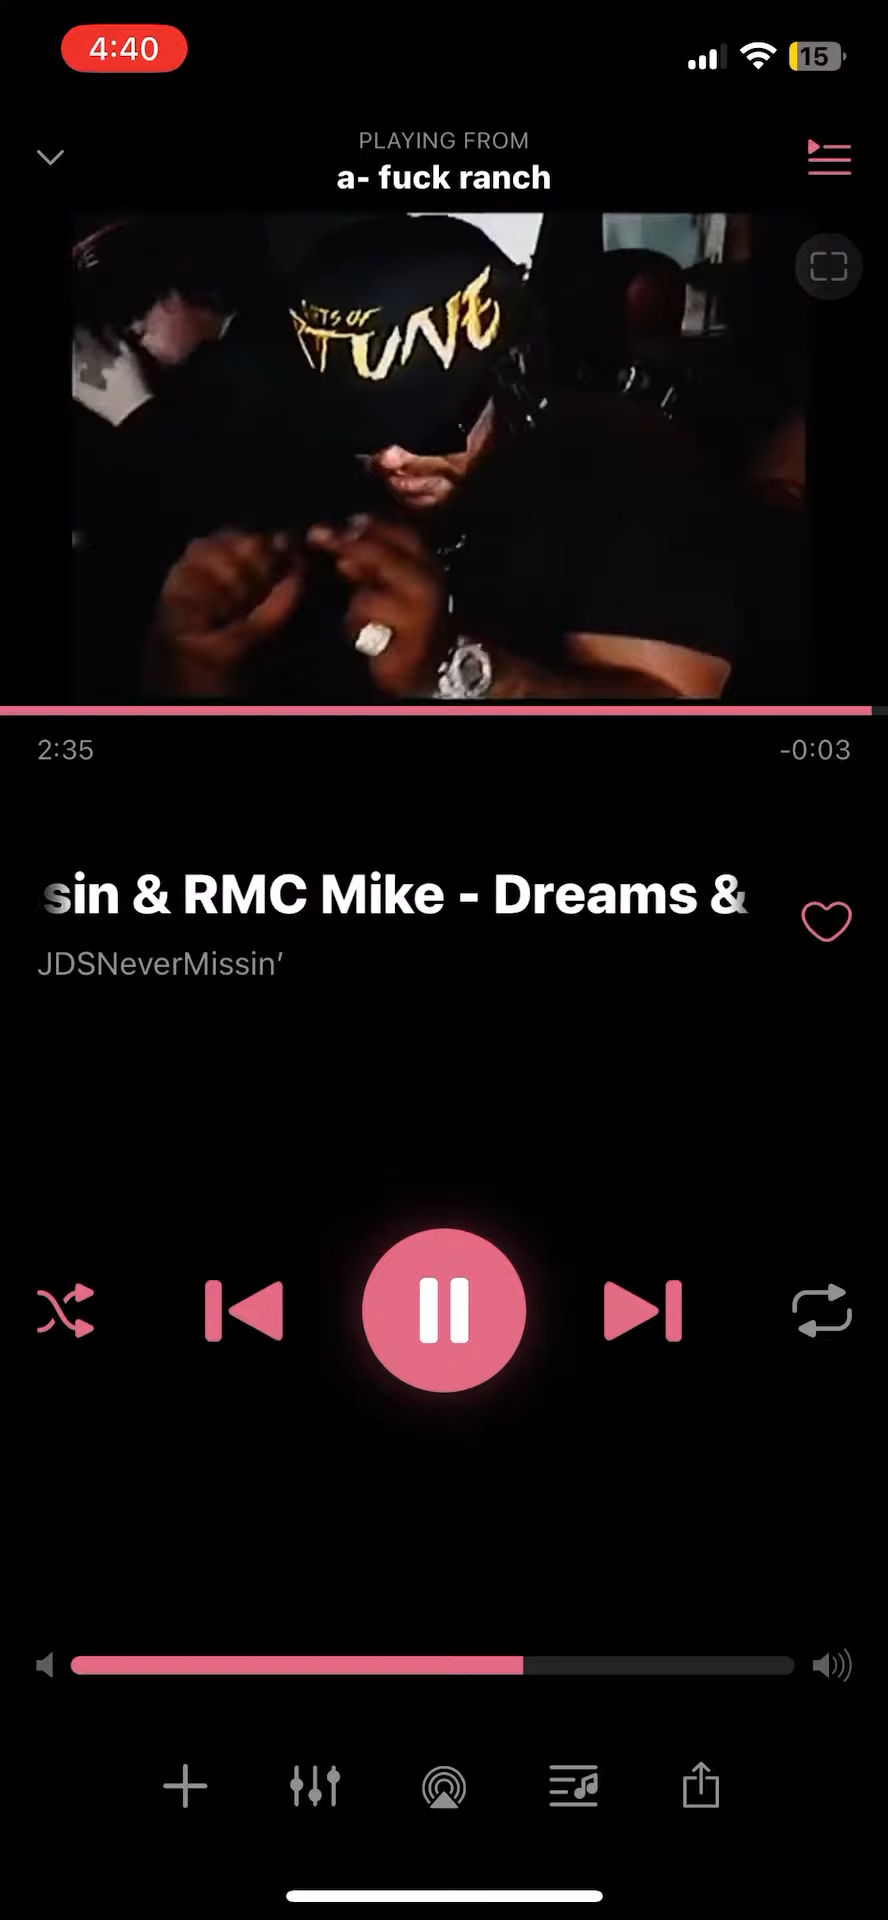 4:40
15
PLAYING FROM
a- fuck ranch
TUNE
2:35
-0:03
sin & RMC Mike - Dreams &
JDSNeverMissin’